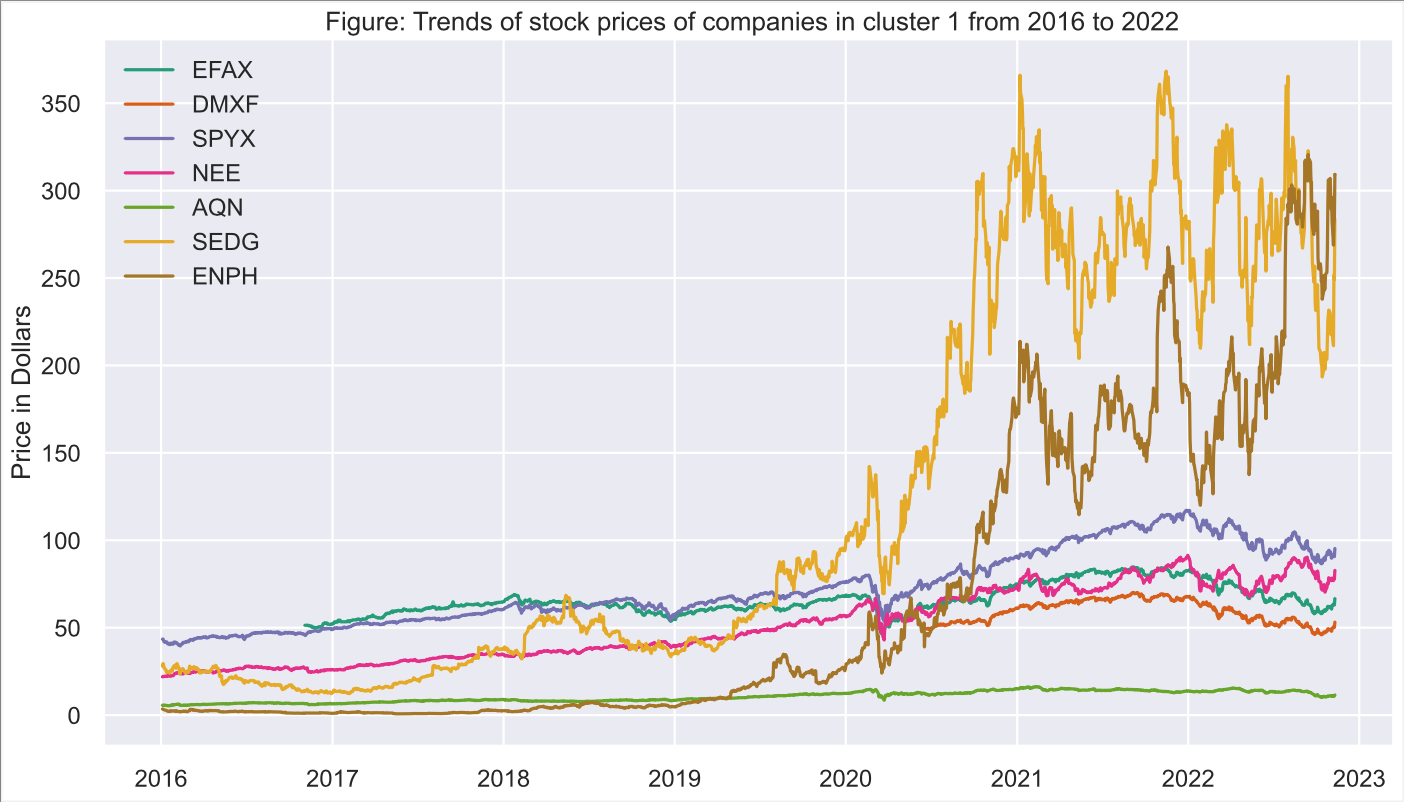 Figure: Trends of stock prices of companies in cluster 1 from 2016 to 2022
EFAX
DMXF
SPYX
NEE
AQN
SEDG
ENPH
Price in Dollars
350
300
250
200
150
100
50
0
2016 2017 2018 2019 2020 2021 2022 2023